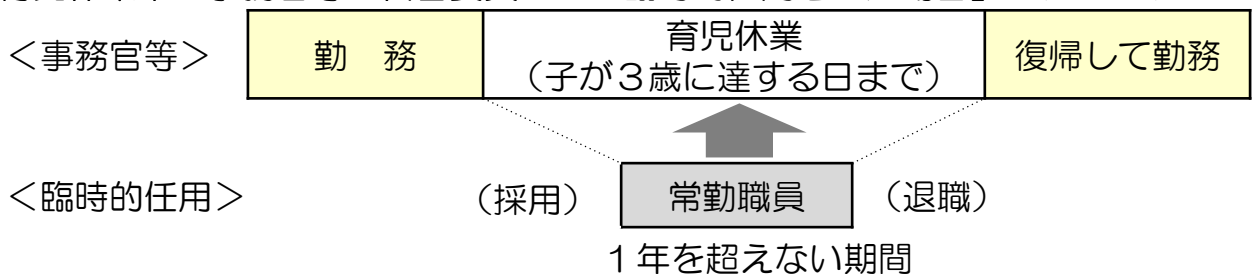 <事務官等>
勤　務
育児休業
（子が３歳に達する日まで）
復帰して勤務
<臨時的任用>
（採用）
常勤職員
（退職）
１年を超えない期間